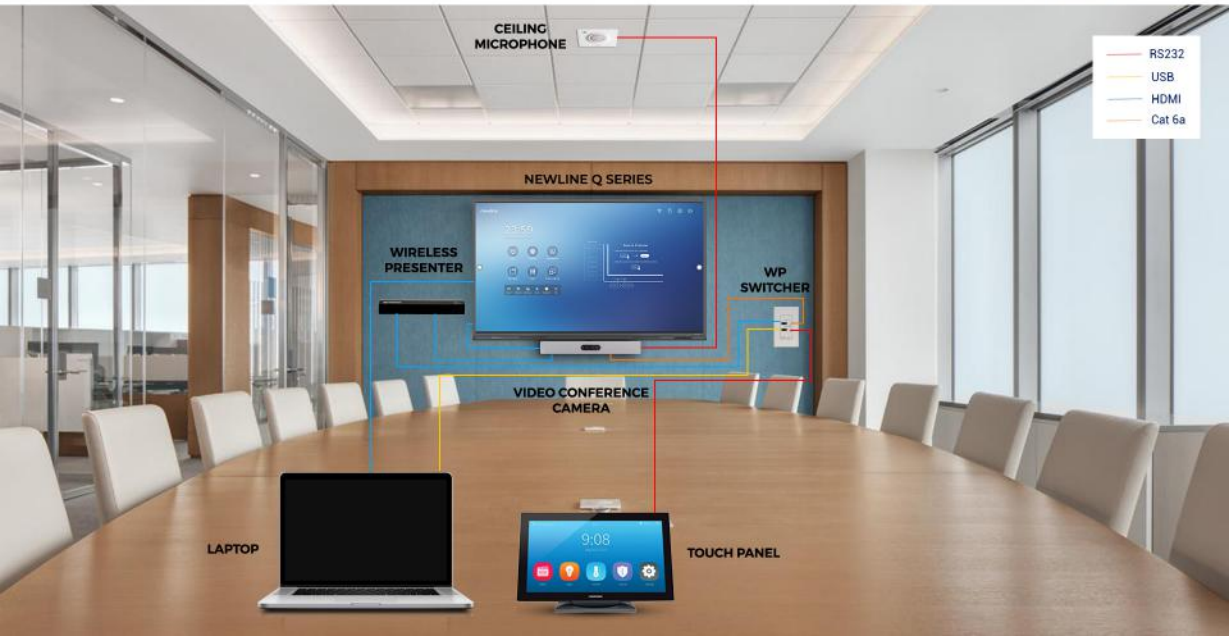 CEILING
MICROPHONE
RS232
USB
HDMI
Cat 6a
NEWLINE Q SERIES
23:59
WIRELESS
PRESENTER
WP
SWITCHER
VIDEO CONFERENCE
CAMERA
LAPTOP
9:08
TOUCH PANEL